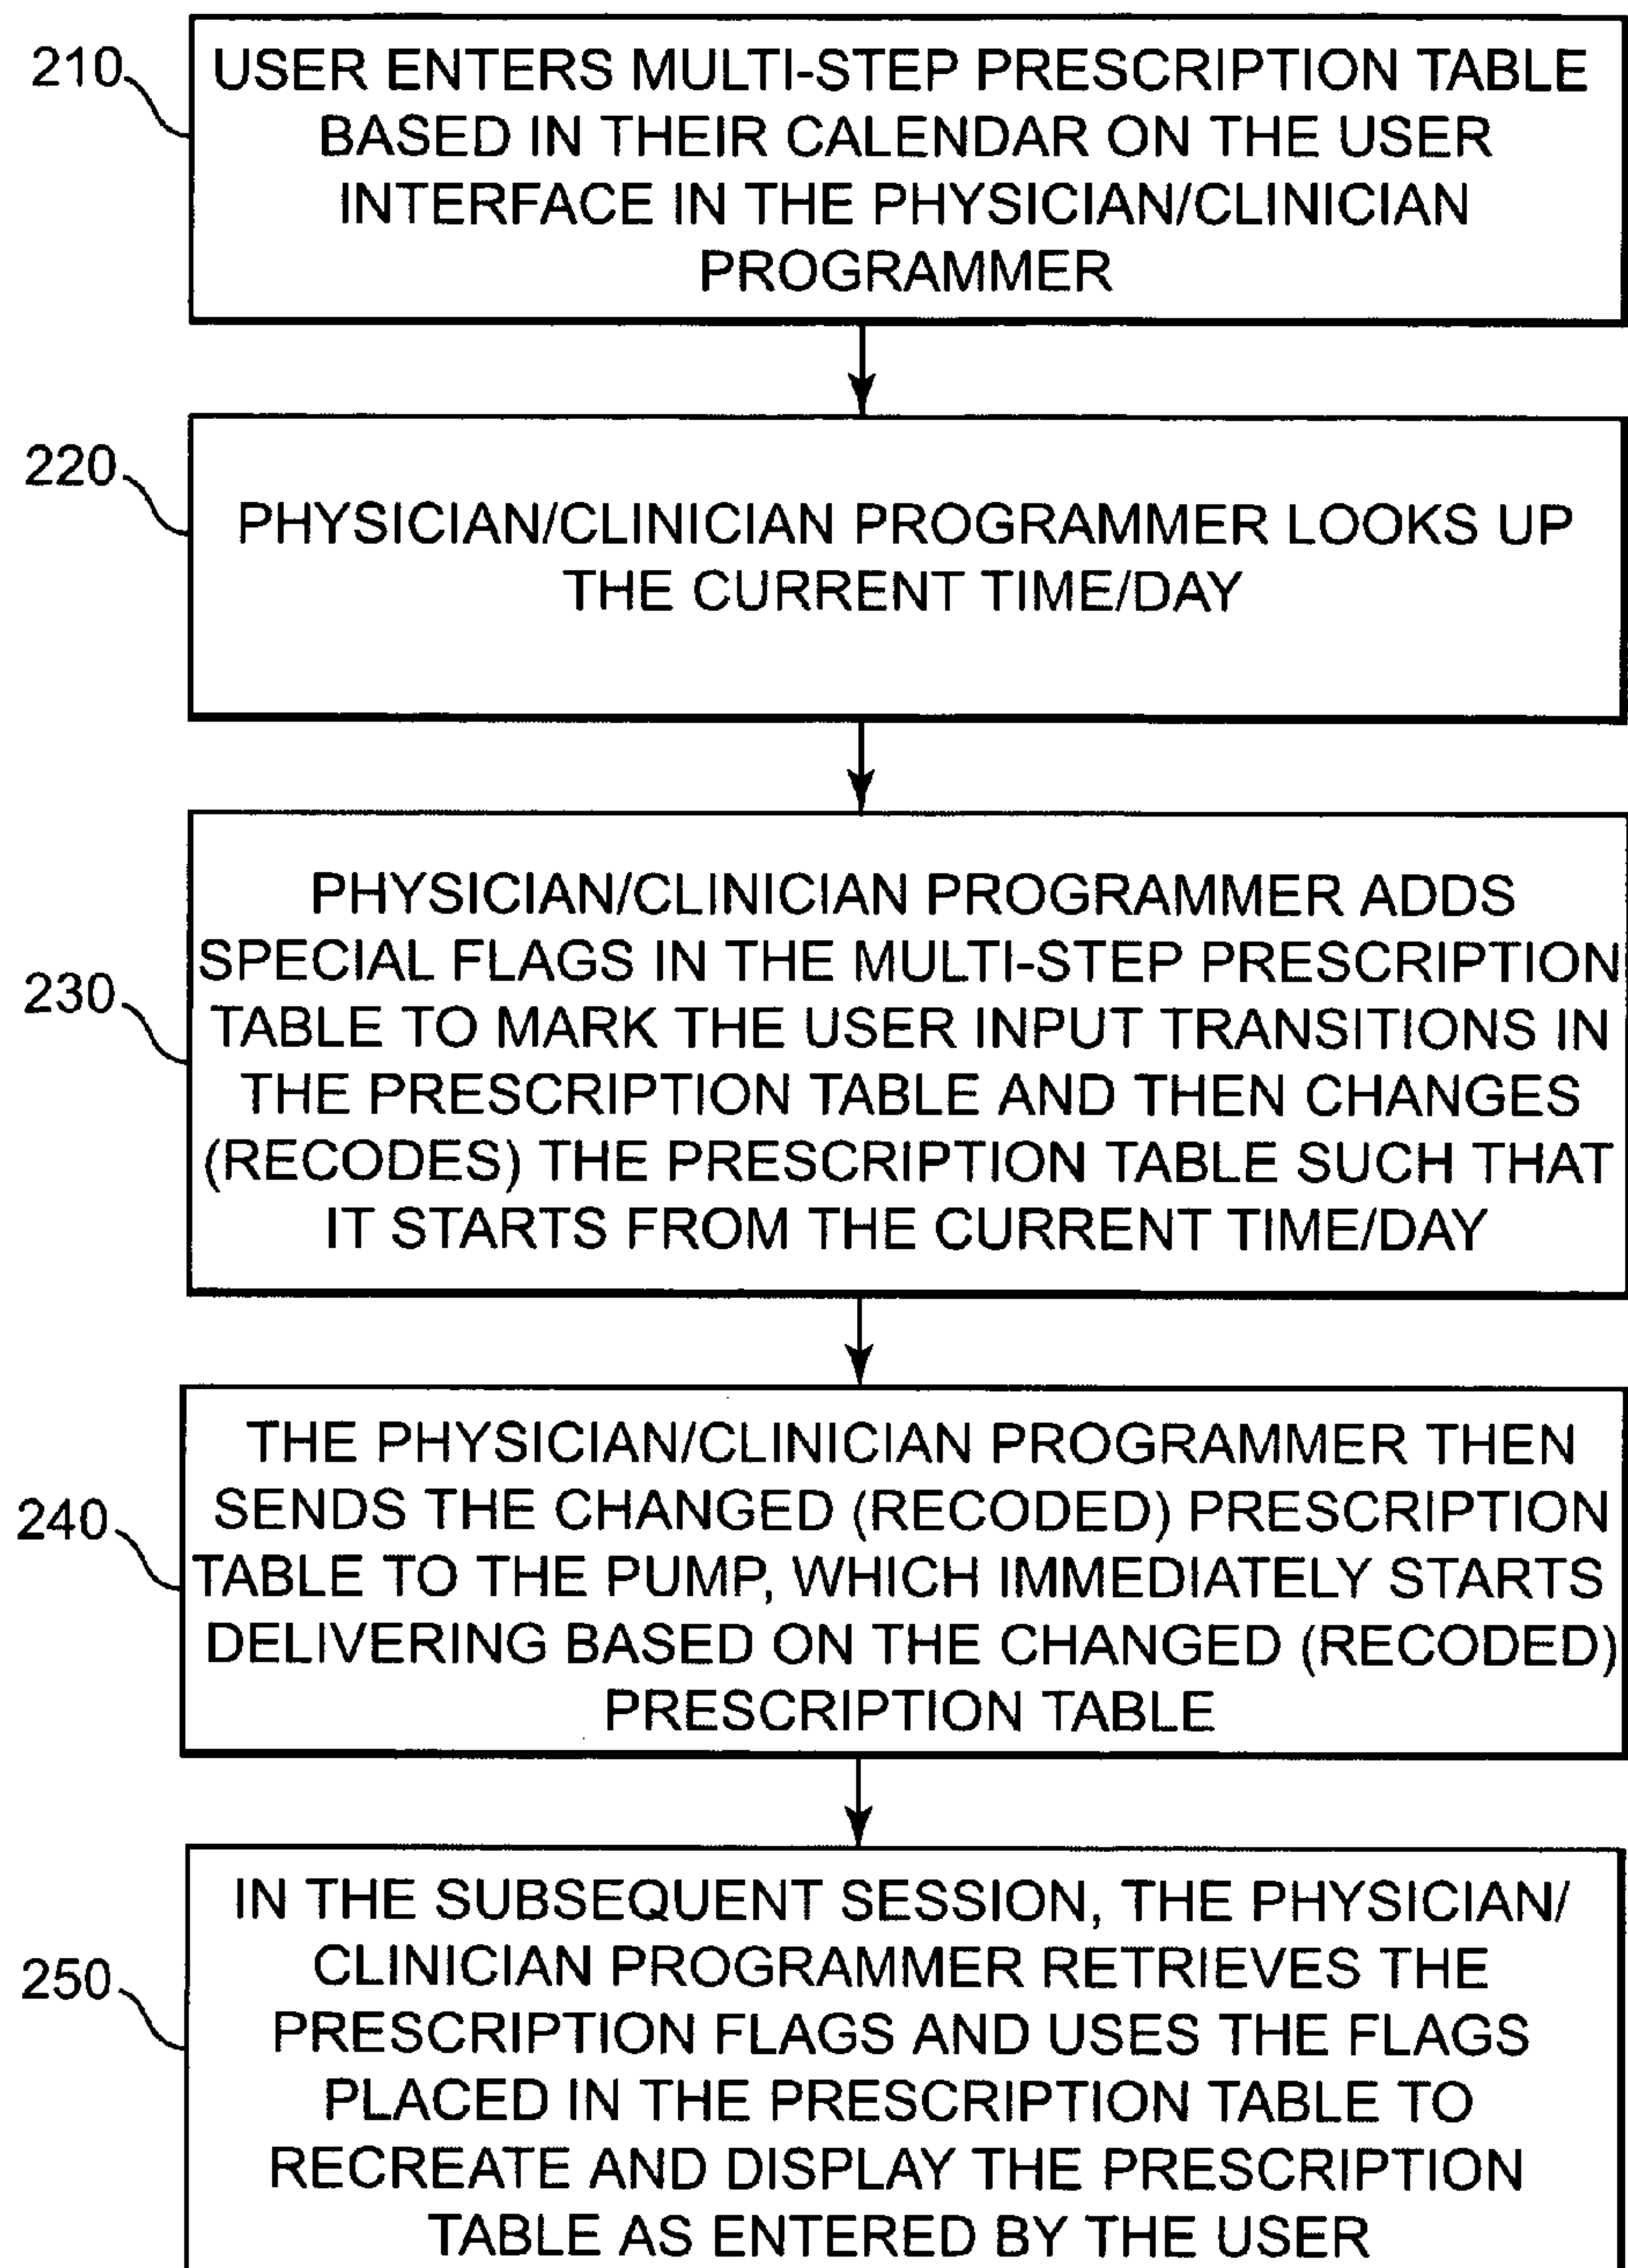 210
USER ENTERS MULTI-STEP PRESCRIPTION TABLE
BASED IN THEIR CALENDAR ON THE USER
INTERFACE IN THE PHYSICIAN/CLINICIAN
PROGRAMMER
220
PHYSICIAN/CLINICIAN PROGRAMMER LOOKS UP
THE CURRENT TIME/DAY
230
PHYSICIAN/CLINICIAN PROGRAMMER ADDS
SPECIAL FLAGS IN THE MULTI-STEP PRESCRIPTION
TABLE TO MARK THE USER INPUT TRANSITIONS IN
THE PRESCRIPTION TABLE AND THEN CHANGES
(RECODES) THE PRESCRIPTION TABLE SUCH THAT
IT STARTS FROM THE CURRENT TIME/DAY
240
THE PHYSICIAN/CLINICIAN PROGRAMMER THEN
SENDS THE CHANGED (RECODED) PRESCRIPTION
TABLE TO THE PUMP, WHICH IMMEDIATELY STARTS
DELIVERING BASED ON THE CHANGED (RECODED)
PRESCRIPTION TABLE
250
IN THE SUBSEQUENT SESSION, THE PHYSICIAN/
CLINICIAN PROGRAMMER RETRIEVES THE
PRESCRIPTION FLAGS AND USES THE FLAGS
PLACED IN THE PRESCRIPTION TABLE TO
RECREATE AND DISPLAY THE PRESCRIPTION
TABLE AS ENTERED BY THE USER